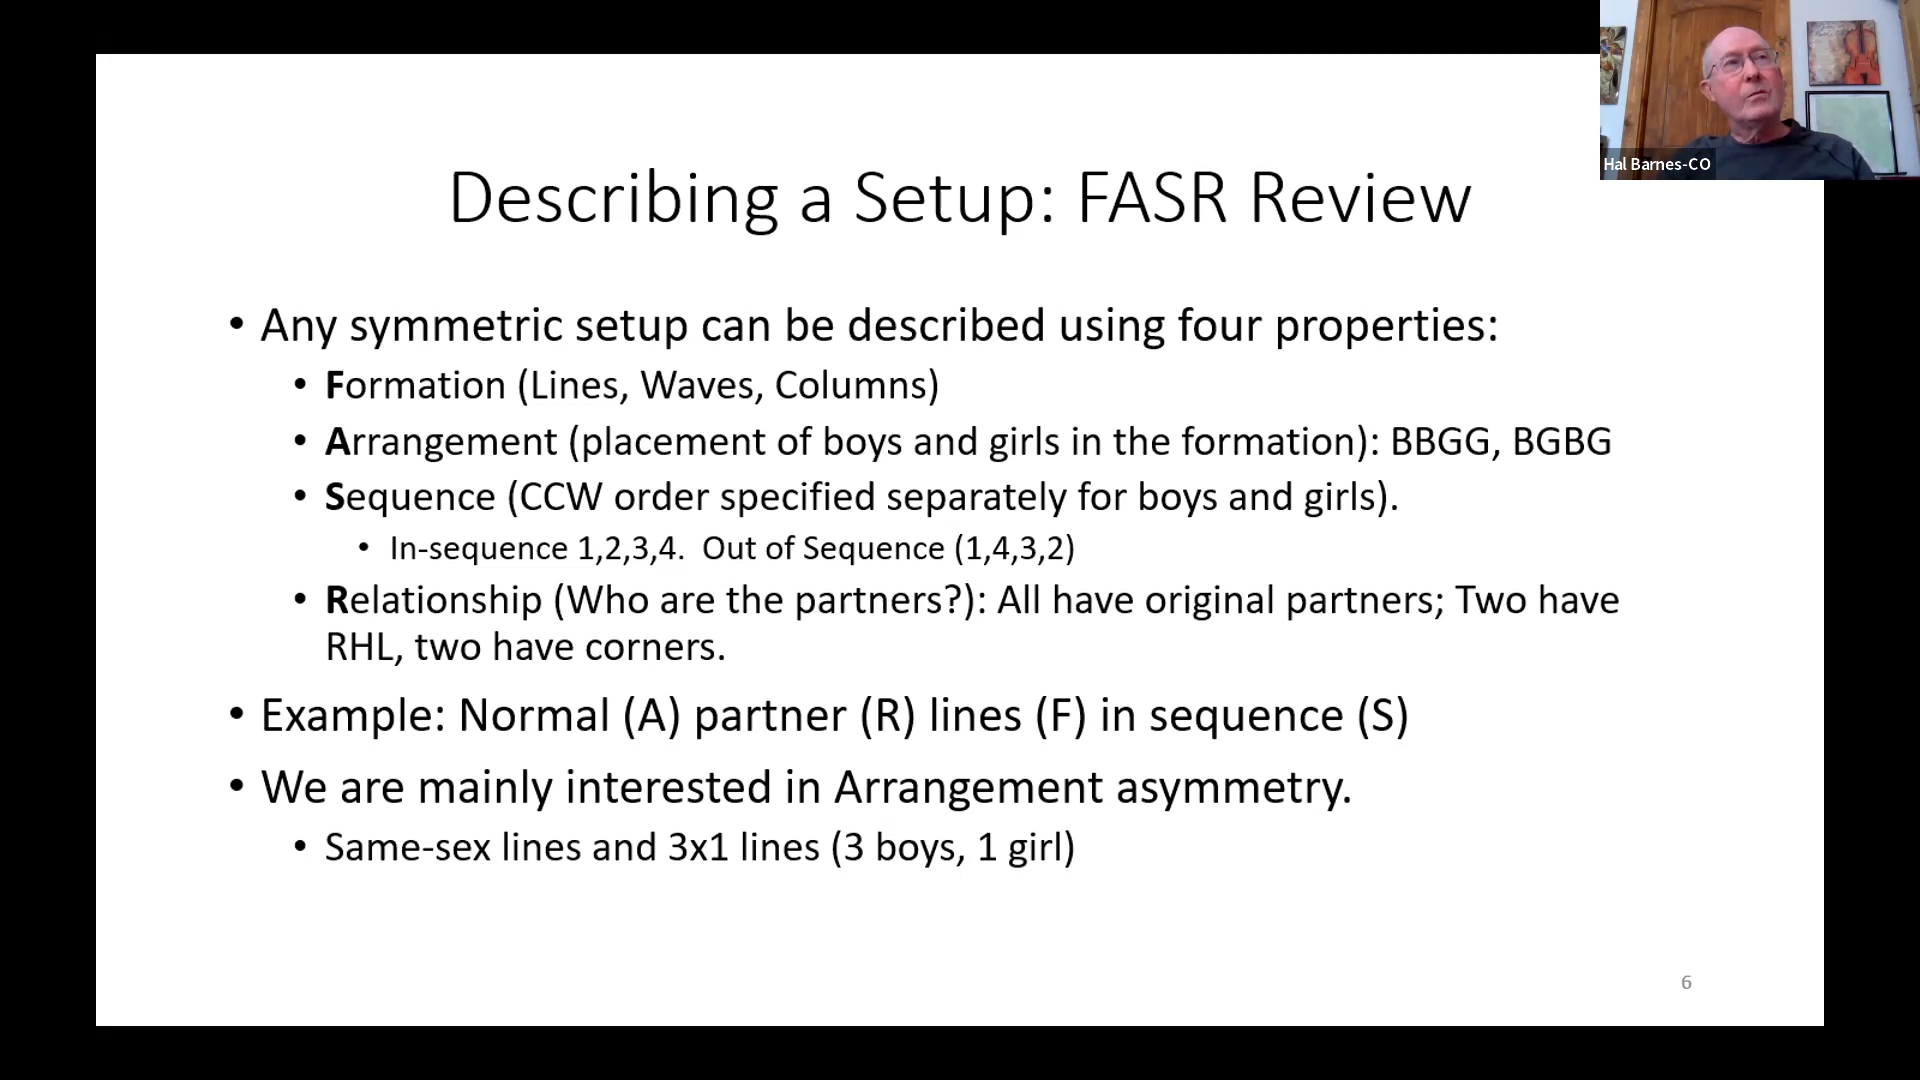 Hal Barnes-CO
Describing a Setup: FASR Review
• Any symmetric setup can be described using four properties:
• Formation (Lines, Waves, Columns)
• Arrangement (placement of boys and girls in the formation): BBGG, BGBG
• Sequence (CCW order specified separately for boys and girls).
• In-sequence 1,2,3,4.  Out of Sequence (1,4,3,2)
• Relationship (Who are the partners?): All have original partners; Two have
RHL, two have corners.
• Example: Normal (A) partner (R) lines (F) in sequence (S)
• We are mainly interested in Arrangement asymmetry.
• Same-sex lines and 3x1 lines (3 boys, 1 girl)
6